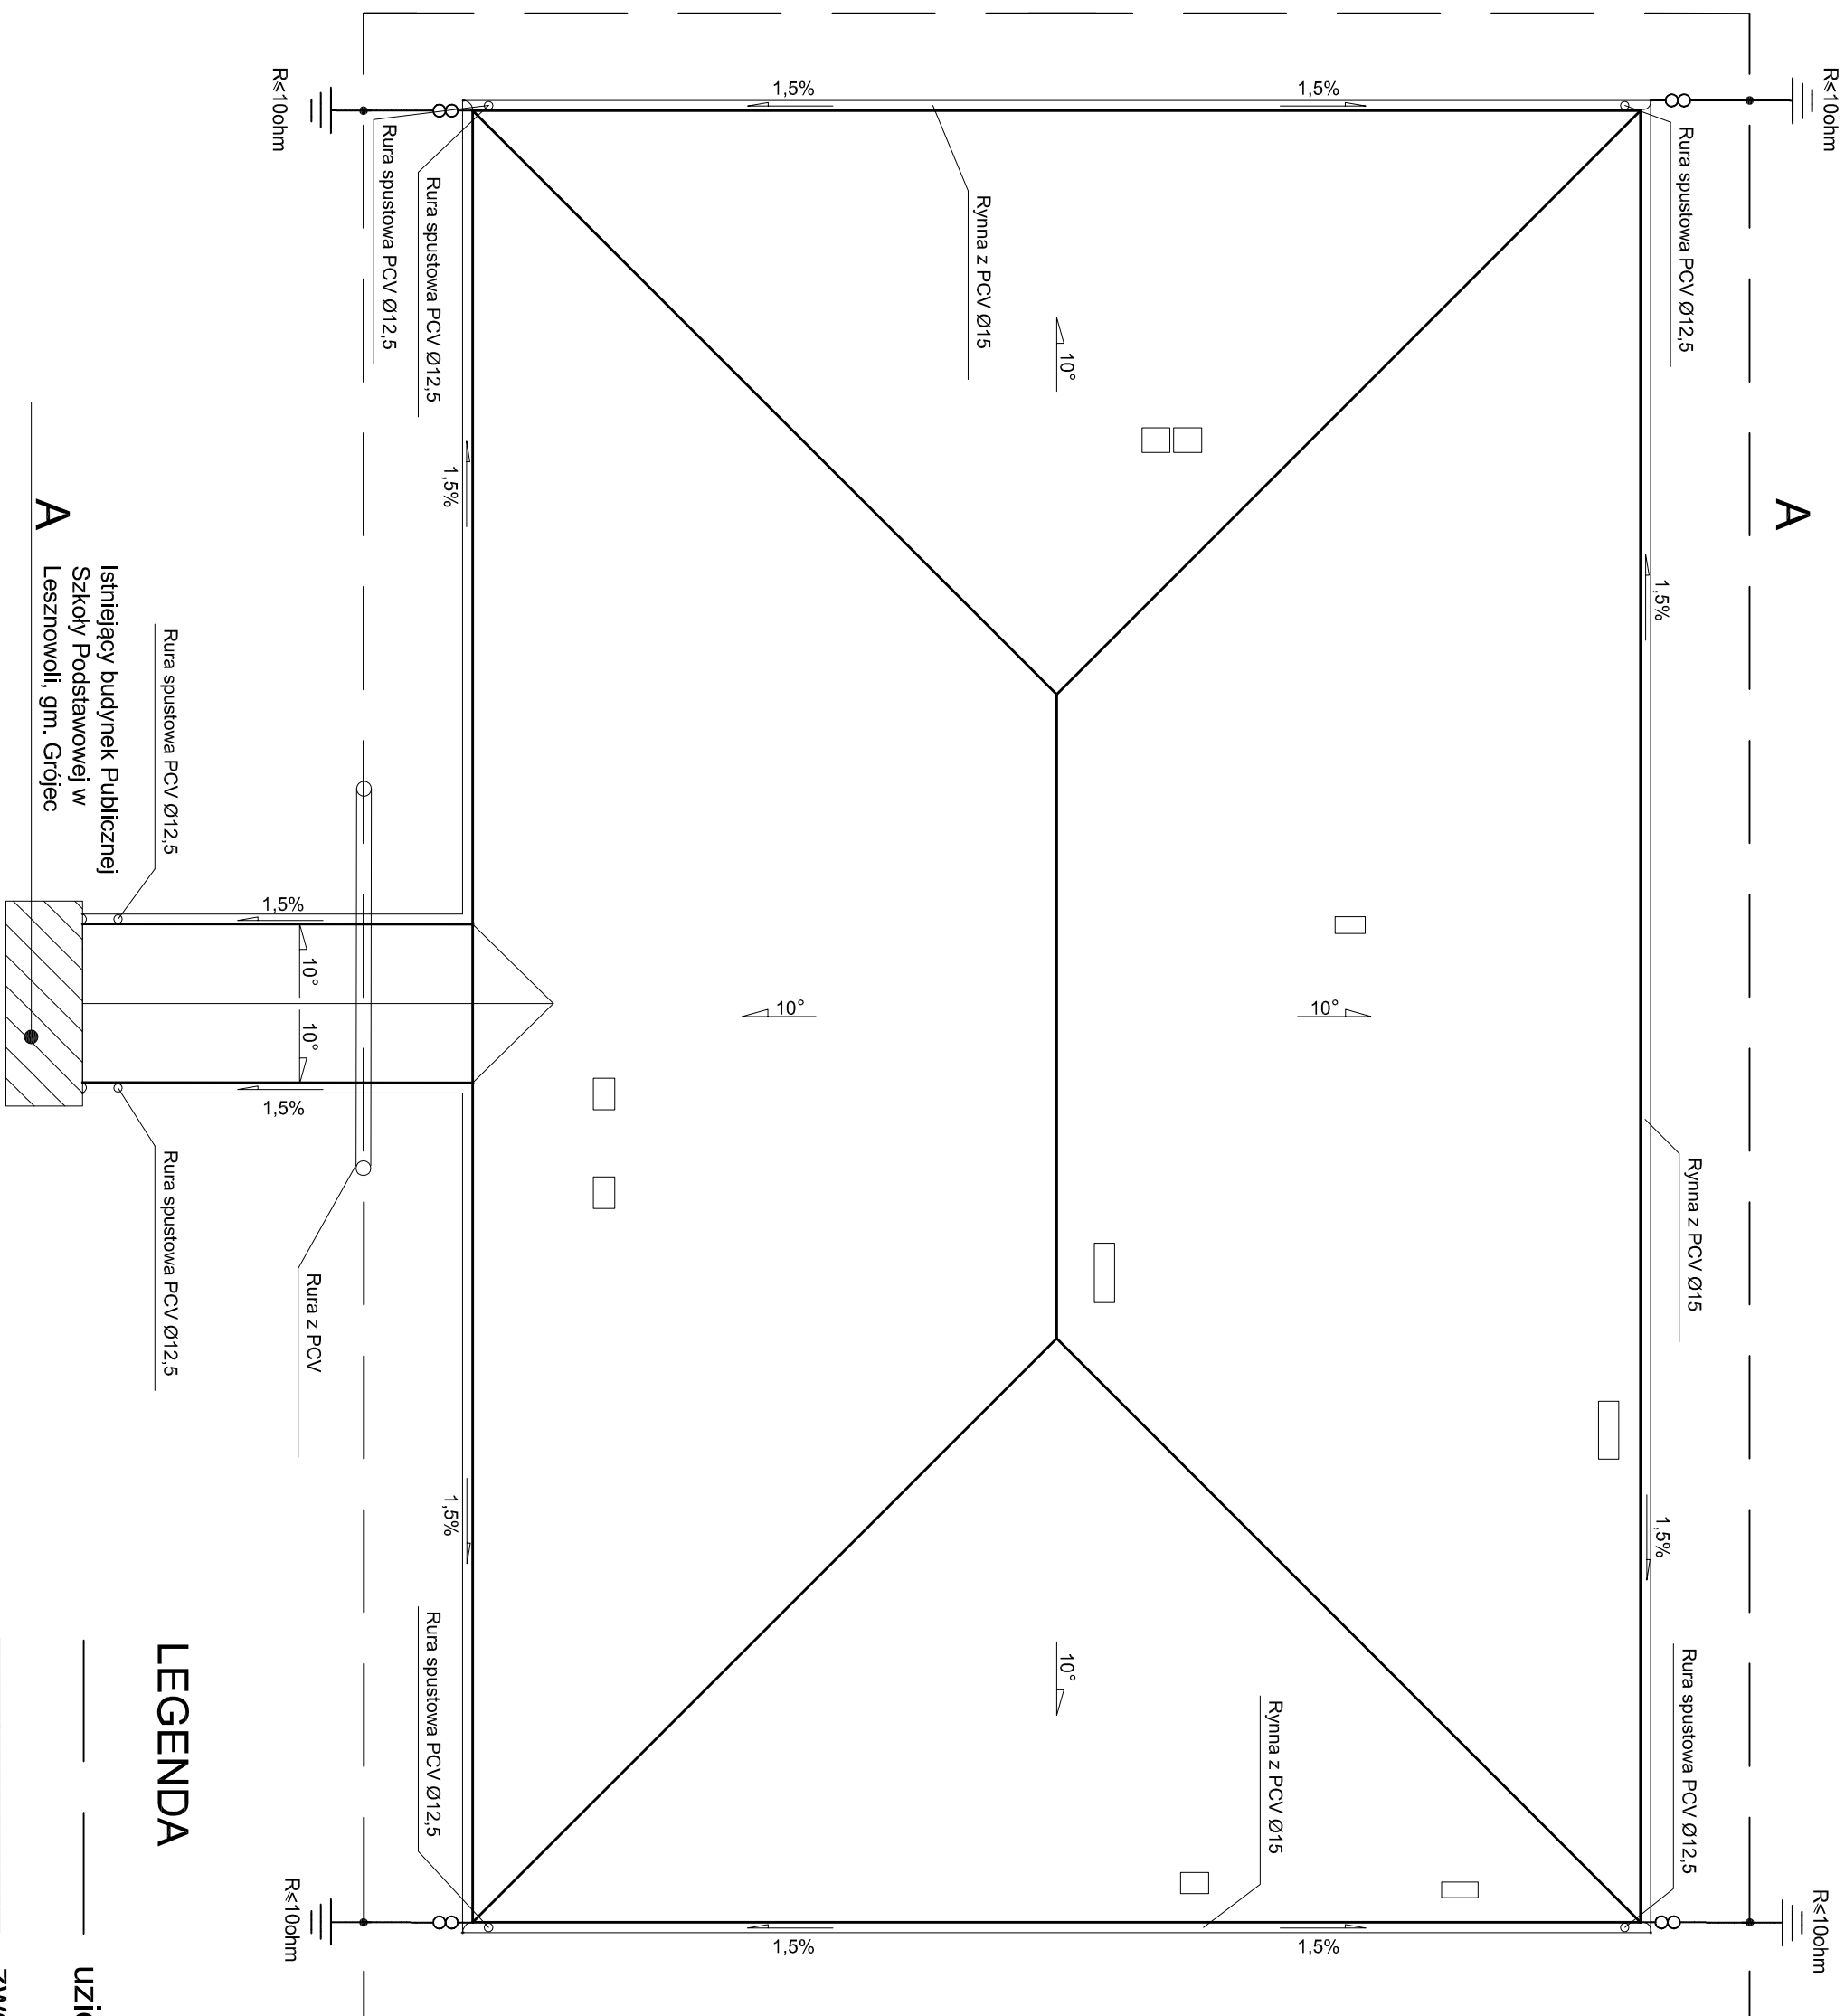 R⩽10ohm
R⩽10ohm
1,5%
1,5%
Rura spustowa PCV Ø12,5
Rura spustowa PCV Ø12,5
Rura spustowa PCV Ø12,5
Rynna z PCV Ø15
10°
1,5%
1,5%
A
A
Istniejący budynek Publicznej
Szkoły Podstawowej w
Lesznowoli, gm. Grójec
Rura spustowa PCV Ø12,5
1,5%
10°
10°
1,5%
10°
10°
Rura spustowa PCV Ø12,5
Rura z PCV
Rynna z PCV Ø15
1,5%
1,5%
Rura spustowa PCV Ø12,5
Rura spustowa PCV Ø12,5
10°
Rynna z PCV Ø15
LEGENDA
1,5%
1,5%
R⩽10ohm
R⩽10ohm